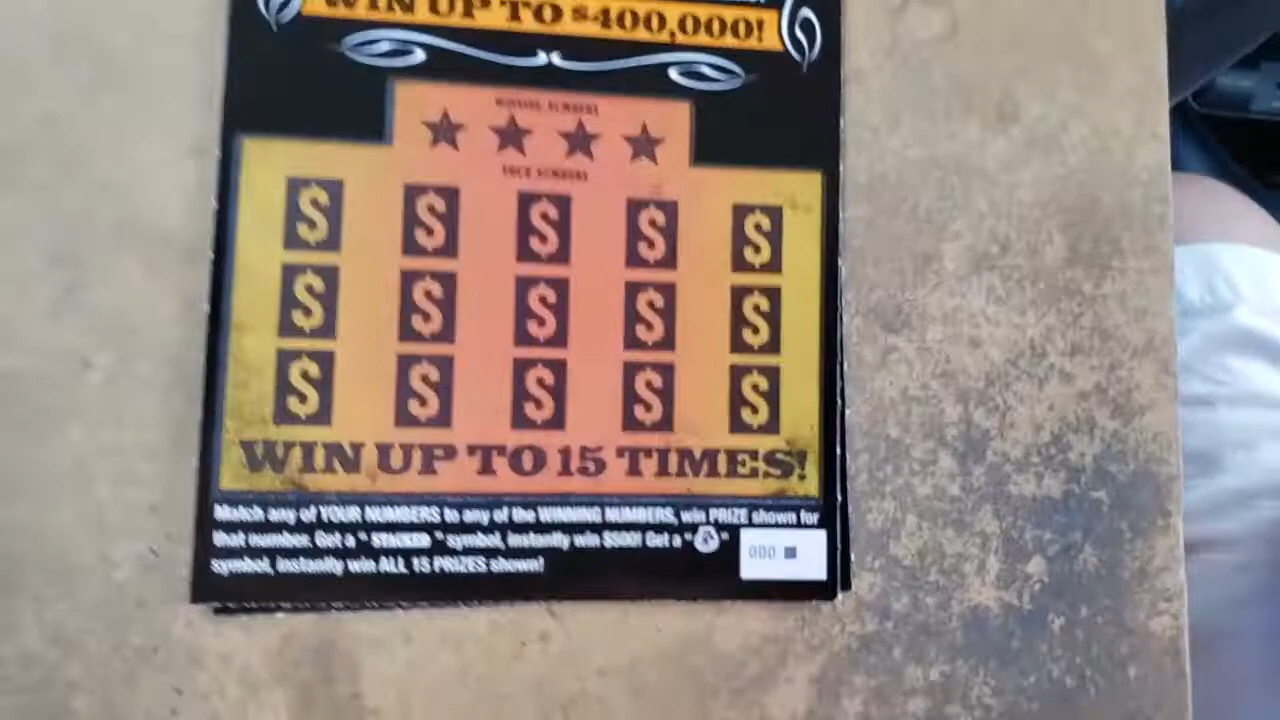 WIN UP TO $400,000!
WINNING NUMBERS
YOUR NUMBERS
$ $ $ $ $
$ $ $ $ $
$ $ $ $ $
WIN UP TO 15 TIMES!
Match any of YOUR NUMBERS to any of the WINNING NUMBERS, win PRIZE shown for
that number. Get a "STACKED" symbol, instantly win $500! Get a " "
symbol, instantly win ALL 15 PRIZES shown!
000